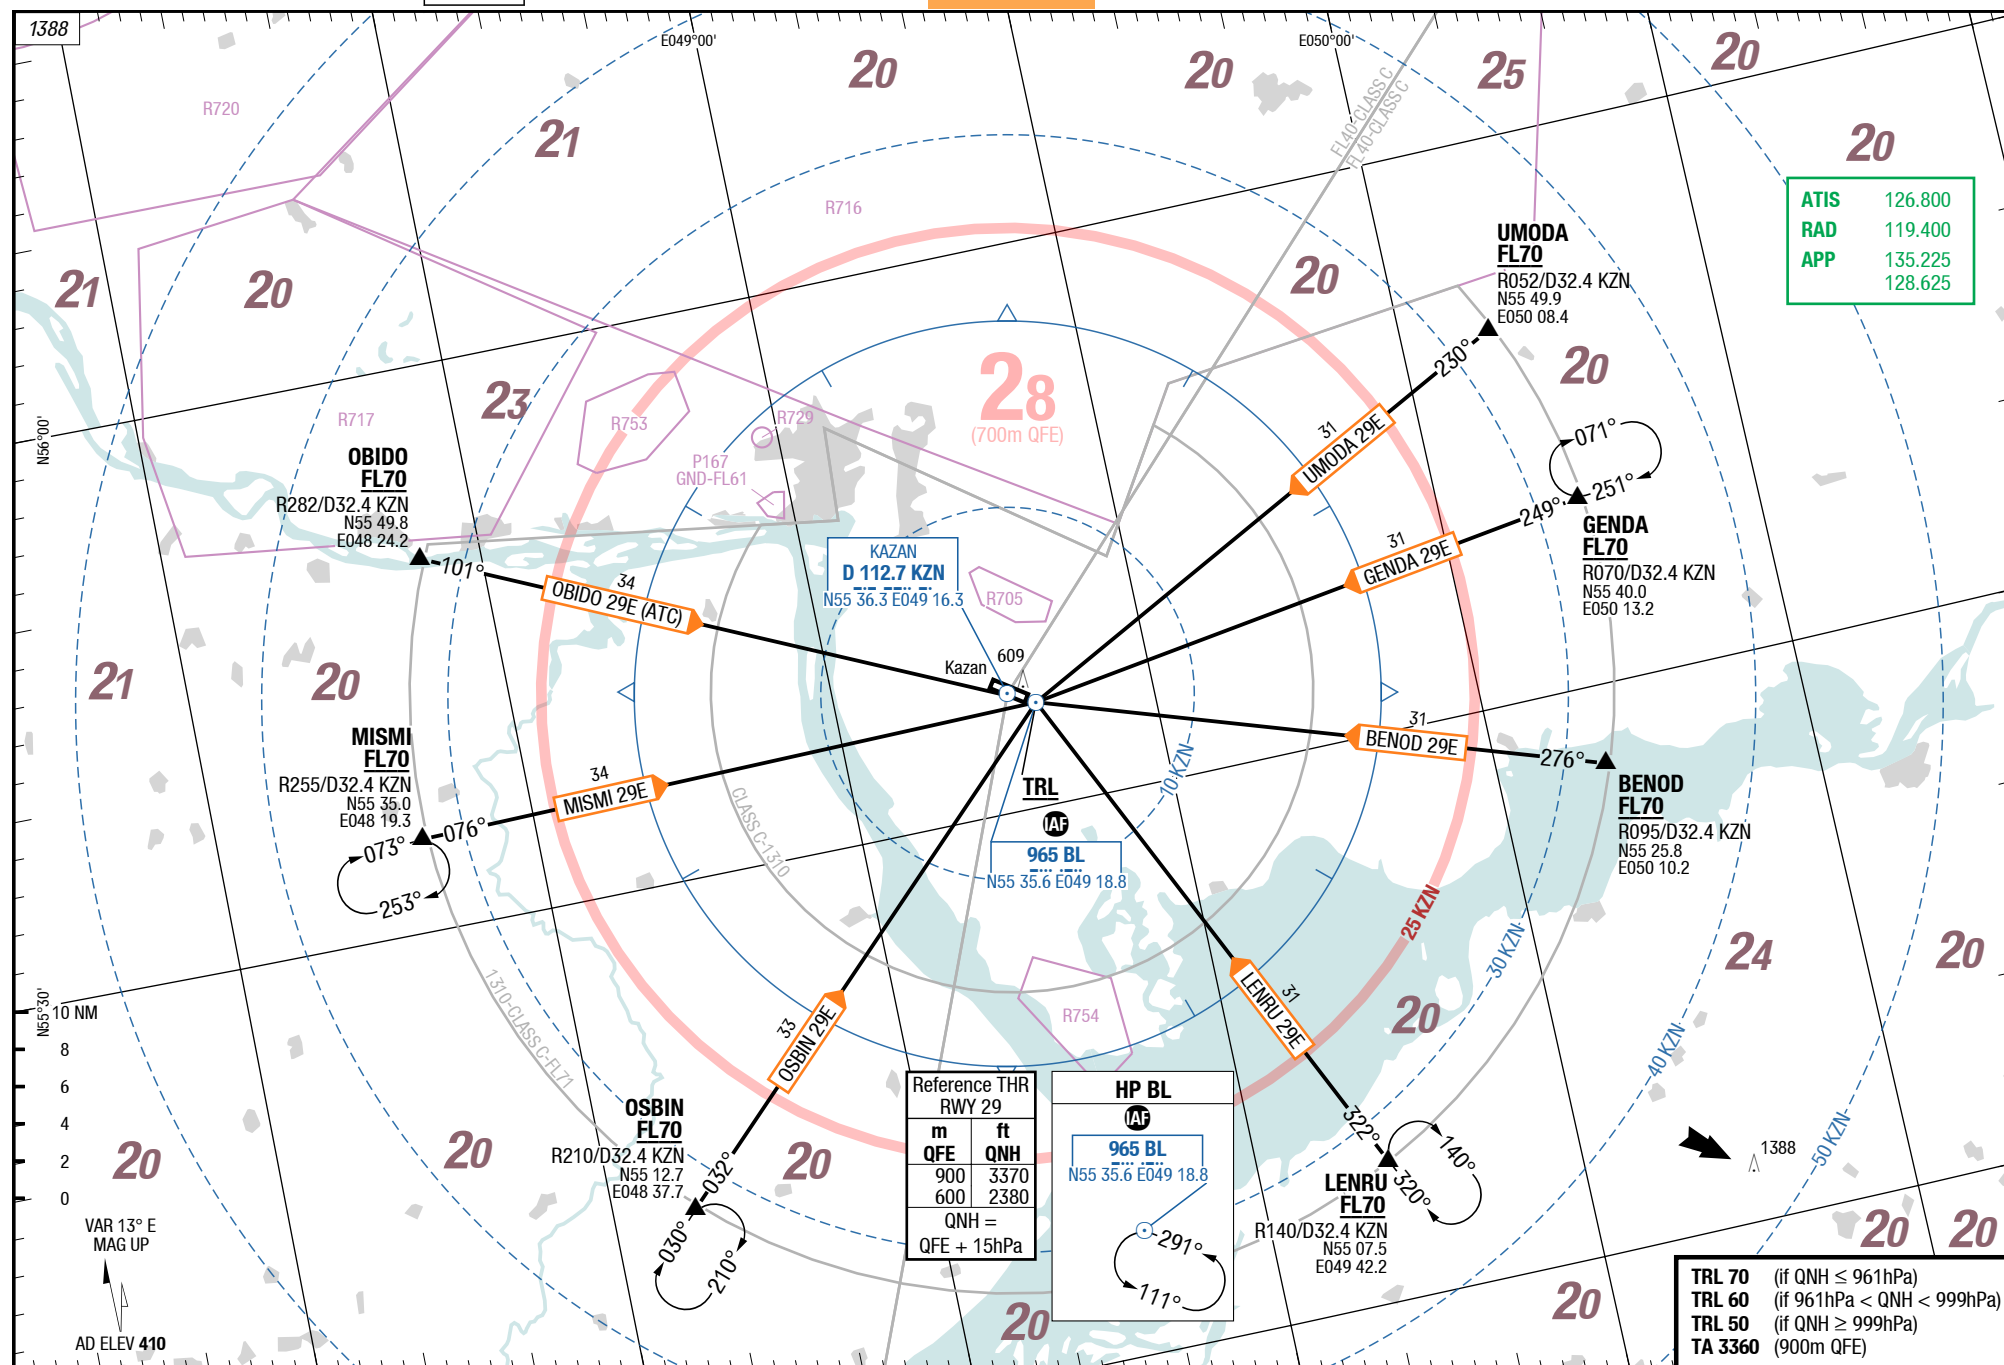 1388
E049°00'
E050°00'
20
20
25
20
R720
21
FL40-CLASS C
FL40-CLASS C
20
ATIS 126.800
RAD 119.400
APP 135.225
128.625
R716
21
20
20
UMODA
FL70
R052/D32.4 KZN
N55 49.9
E050 08.4
230°
20
28
(700m QFE)
23
R717
R753
R729
P167
GND-FL61
31
UMODA 29E
071°
251°
249°
GENDA
FL70
R070/D32.4 KZN
N55 40.0
E050 13.2
31
GENDA 29E
N56°00'
OBIDO
FL70
R282/D32.4 KZN
N55 49.8
E048 24.2
101°
34
OBIDO 29E (ATC)
KAZAN
D 112.7 KZN
N55 36.3 E049 16.3
R705
609
Kazan
21
20
MISMI
FL70
R255/D32.4 KZN
N55 35.0
E048 19.3
076°
073°
253°
34
MISMI 29E
CLASS C-1310
TRL
IAF
965 BL
N55 35.6 E049 18.8
10 KZN
31
BENOD 29E
276°
BENOD
FL70
R095/D32.4 KZN
N55 25.8
E050 10.2
25 KZN
30 KZN
24
20
N55°30'
10 NM
8
6
4
2
0
1310-CLASS C-FL71
33
OSBIN 29E
R754
31
LENRU 29E
20
40 KZN
50 KZN
1388
20
20
20
OSBIN
FL70
R210/D32.4 KZN
N55 12.7
E048 37.7
032°
030°
210°
Reference THR
RWY 29
m ft
QFE QNH
900 3370
600 2380
QNH =
QFE + 15hPa
HP BL
IAF
965 BL
N55 35.6 E049 18.8
291°
111°
322°
140°
320°
LENRU
FL70
R140/D32.4 KZN
N55 07.5
E049 42.2
VAR 13° E
MAG UP
AD ELEV 410
20
20
20
20
TRL 70 (if QNH ≤ 961hPa)
TRL 60 (if 961hPa < QNH < 999hPa)
TRL 50 (if QNH ≥ 999hPa)
TA 3360 (900m QFE)